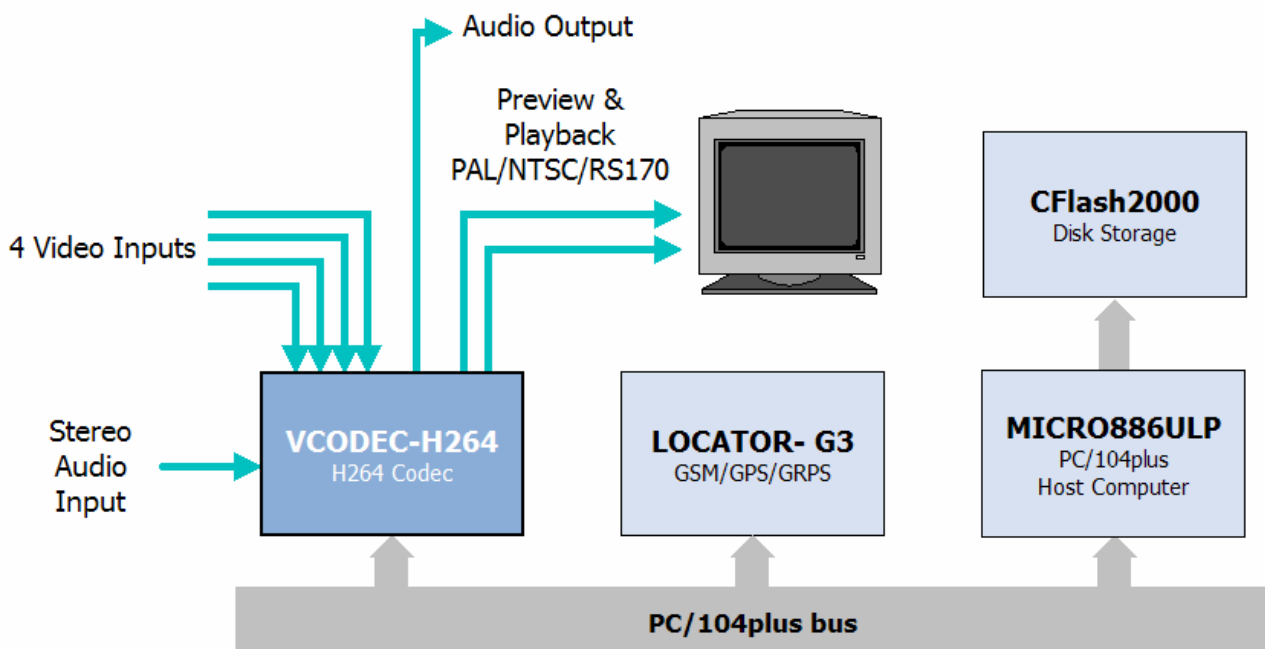 Audio Output
Preview &
Playback
PAL/NTSC/RS170
4 Video Inputs
CFlash2000
Disk Storage
Stereo
Audio
Input
VCODEC-H264
H264 Codec
LOCATOR- G3
GSM/GPS/GRPS
MICRO886ULP
PC/104plus
Host Computer
PC/104plus bus